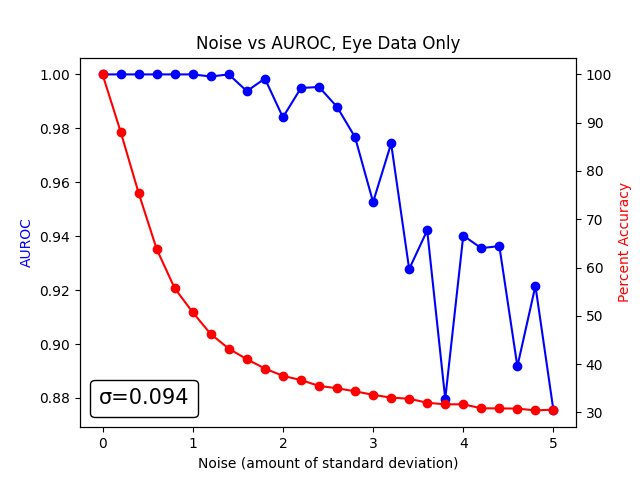 Noise vs AUROC, Eye Data Only
1.00
0.98
0.96
0.94
0.92
0.90
0.88
AUROC
100
90
80
70
60
50
40
30
Percent Accuracy
σ=0.094
0 1 2 3 4 5
Noise (amount of standard deviation)